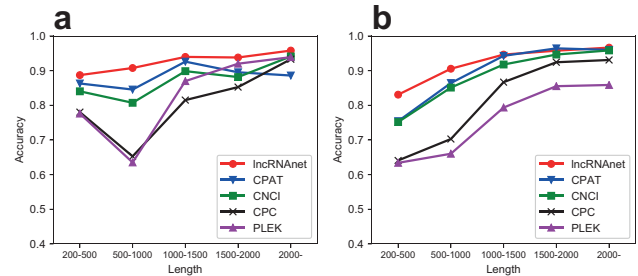 a
1.0
0.9
0.8
0.7
0.6
0.5
0.4
Accuracy
lncRNAnet
CPAT
CNCI
CPC
PLEK
200-500
500-1000
1000-1500
1500-2000
2000-
Length
b
1.0
0.9
0.8
0.7
0.6
0.5
0.4
Accuracy
lncRNAnet
CPAT
CNCI
CPC
PLEK
200-500
500-1000
1000-1500
1500-2000
2000-
Length